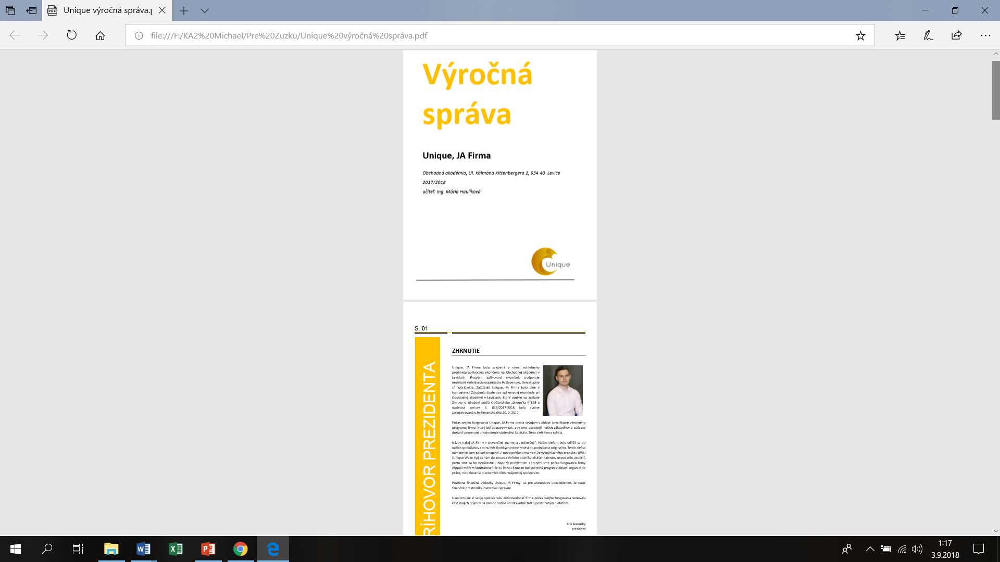 Unique výročná správa.p
file:///F:/KA2%20Michael/Pre%20Zuzku/Unique%20výročná%20správa.pdf
Výročná
správa
Unique, JA Firma
Obchodná akadémia, Ul. Kálmána Kittenbergera 2, 934 40 Levice
2017/2018
učiteľ: Ing. Mária Haulíková
Unique
S. 01
RÍHOVOR PREZIDENTA
ZHRNUTIE
Unique, JA Firma bola založená v rámci voliteľného
predmetu aplikovaná ekonómia na Obchodnej akadémii v
Leviciach. Program aplikovaná ekonómia podporuje
nezisková vzdelávacia organizácia JA Slovensko, člen skupiny
JA Worldwide. Založenie Unique, JA Firmy bolo plne v
kompetencii Združenia študentov aplikovanej ekonómie pri
Obchodnej akadémii v Leviciach, ktoré vzniklo na základe
Zmluvy o združení podľa Občianskeho zákonníka § 829 a
následná zmluva č. 036/2017-2018 bola riadne
zaregistrovaná v JA Slovensko dňa 20. 9. 2017.
Počas svojho fungovania Unique, JA Firma prešla vývojom v oblasti špecifikácie výrobného
programu firmy, ktorý bol zostavený tak, aby sme uspokojili našich zákazníkov a súčasne
dosiahli primerané zhodnotenie vloženého kapitálu. Tieto ciele firma splnila.
Názov našej JA Firmy v slovenčine znamená „jedinečný". Naším cieľom bolo odlíšiť sa od
našich spolužiakov z minulých školských rokov, vniesť do podnikania originalitu. Tento cieľ sa
nám nie celkom podarilo naplniť. Z tohto pohľadu ma mrzí, že vývoj hlavného produktu UWU
(Unique Wake Up) sa nám do konania Veľtrhu podnikateľských talentov nepodarilo ukončiť,
preto sme sa ho nezúčastnili. Napriek problémom s ktorými sme počas fungovania firmy
zápasili môžem konštatovať, že ku koncu činnosti bol viditeľný progres v oblasti organizácie
práce, rozdeľovania pracovných úloh, vzájomnej spolupráce.
Pozitívne finančné výsledky Unique, JA Firmy sú pre akcionárov ubezpečením, že svoje
finančné prostriedky investovali správne.
Uvedomujúc si svoju spoločenskú zodpovednosť firma počas svojho fungovania venovala
časť svojich príjmov na pomoc rodine so zdravotne ťažko postihnutým dieťaťom.
Erik Jesenský
prezident
1:17
3.9.2018